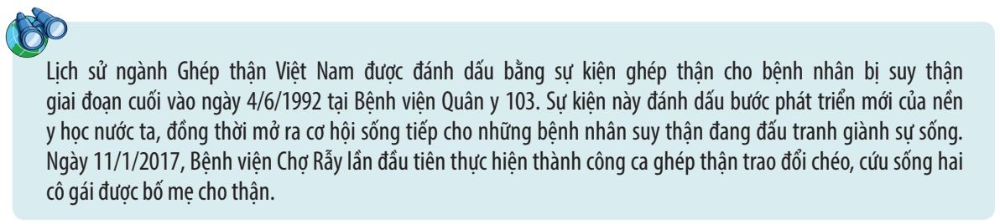 Lịch sử ngành Ghép thận Việt Nam được đánh dấu bằng sự kiện ghép thận cho bệnh nhân bị suy thận
giai đoạn cuối vào ngày 4/6/1992 tại Bệnh viện Quân y 103. Sự kiện này đánh dấu bước phát triển mới của nền
y học nước ta, đồng thời mở ra cơ hội sống tiếp cho những bệnh nhân suy thận đang đấu tranh giành sự sống.
Ngày 11/1/2017, Bệnh viện Chợ Rẫy lần đầu tiên thực hiện thành công ca ghép thận trao đổi chéo, cứu sống hai
cô gái được bố mẹ cho thận.